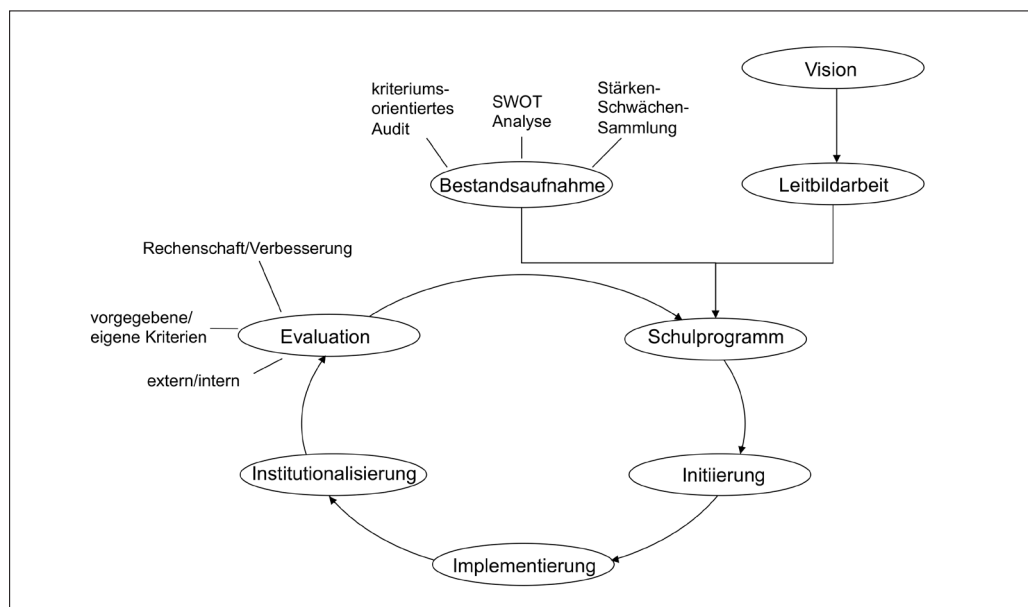 Vision
kriteriums-
orientiertes
Audit
SWOT
Analyse
Stärken-
Schwächen-
Sammlung
Bestandsaufnahme
Leitbildarbeit
Rechenschaft/Verbesserung
vorgegebene/
eigene Kriterien
extern/intern
Evaluation
Schulprogramm
Institutionalisierung
Initiierung
Implementierung